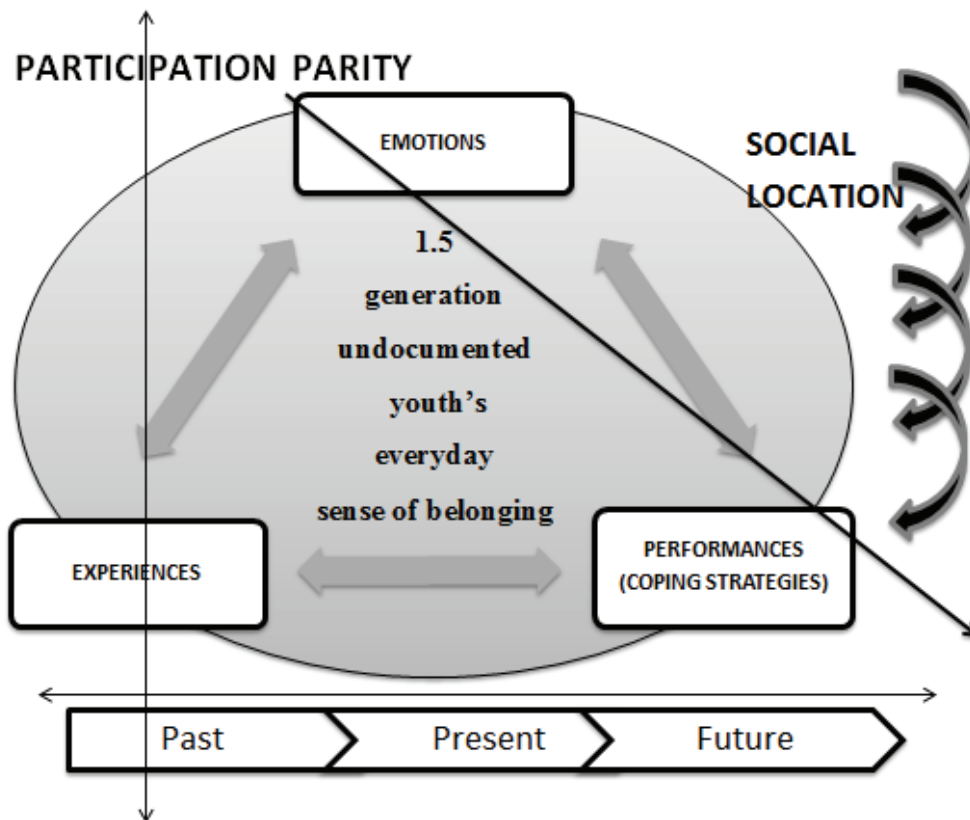 PARTICIPATION PARITY
EMOTIONS
SOCIAL
LOCATION
1.5
generation
undocumented
youth’s
everyday
sense of belonging
EXPERIENCES
PERFORMANCES
(COPING STRATEGIES)
Past
Present
Future